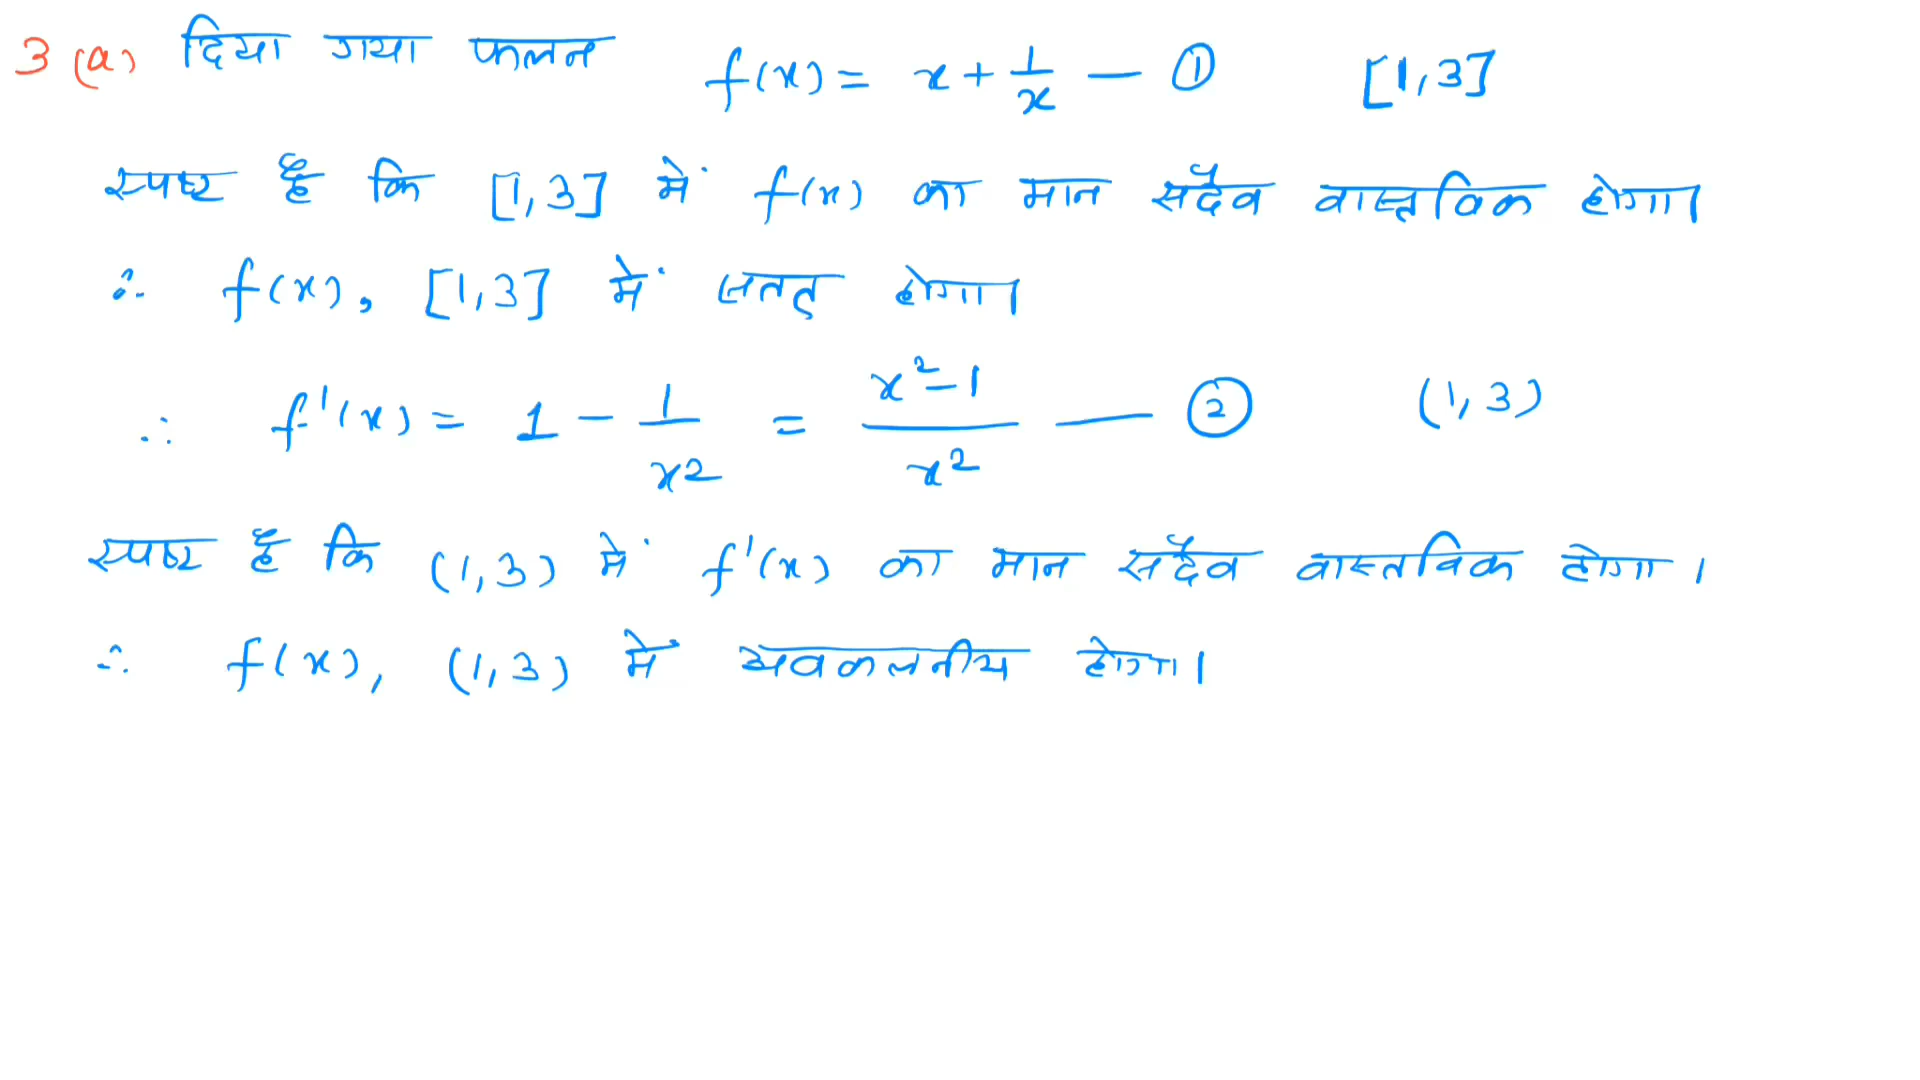 3 (a) दिया गया फलन f(x) = x + 1/x — ① [1,3]
स्पष्ट है कि [1,3] में f(x) का मान सदैव वास्तविक होगा।
∴ f(x), [1,3] में सतत् होगा।
∴ f'(x) = 1 - 1/x2 = x²-1/x² — ② (1,3)
स्पष्ट है कि (1,3) में f'(x) का मान सदैव वास्तविक होगा।
∴ f(x), (1,3) में अवकलनीय होगा।